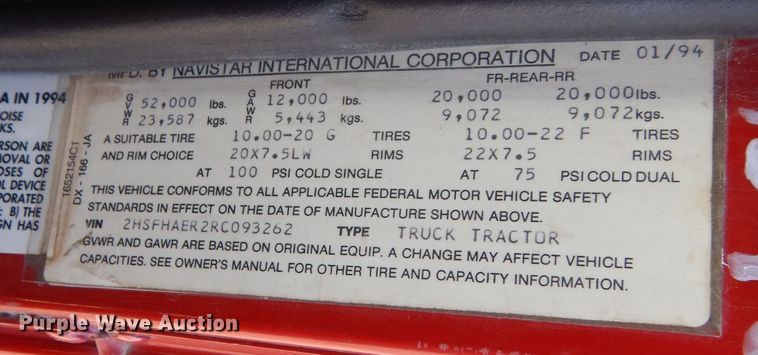 MFD. BY NAVISTAR INTERNATIONAL CORPORATION DATE 01/94
FRONT FR-REAR-RR
GVWR 52,000 lbs. GAWR 12,000 lbs. 20,000 20,000 lbs.
23,587 kgs. 5,443 kgs. 9,072 9,072 kgs.
A SUITABLE TIRE 10.00-20 G TIRES 10.00-22 F TIRES
AND RIM CHOICE 20X7.5LW RIMS 22X7.5 RIMS
AT 100 PSI COLD SINGLE AT 75 PSI COLD DUAL
THIS VEHICLE CONFORMS TO ALL APPLICABLE FEDERAL MOTOR VEHICLE SAFETY
STANDARDS IN EFFECT ON THE DATE OF MANUFACTURE SHOWN ABOVE.
VIN 2HSFHAER2RC093262 TYPE TRUCK TRACTOR
GVWR AND GAWR ARE BASED ON ORIGINAL EQUIP. A CHANGE MAY AFFECT VEHICLE
CAPACITIES. SEE OWNER'S MANUAL FOR OTHER TIRE AND CAPACITY INFORMATION.
1652154C1
DX - 166 - JA
A IN 1994
OISE
KS.
ERSON ARE
MOVAL OR
OSES OF
L DEVICE
PORATED
B) THE
GN HAS
Purple Wave Auction